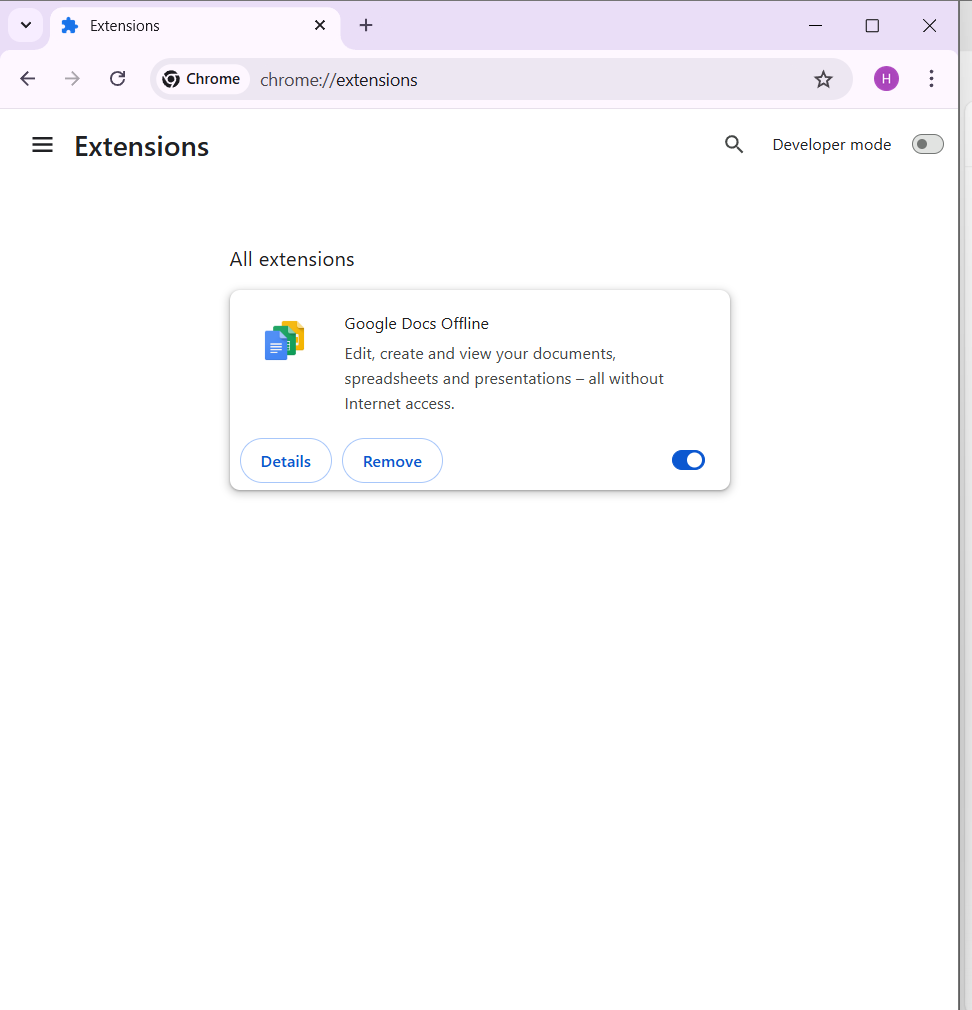 Extensions
Chrome
chrome://extensions
H
Extensions
Developer mode
All extensions
Google Docs Offline
Edit, create and view your documents,
spreadsheets and presentations – all without
Internet access.
Details
Remove